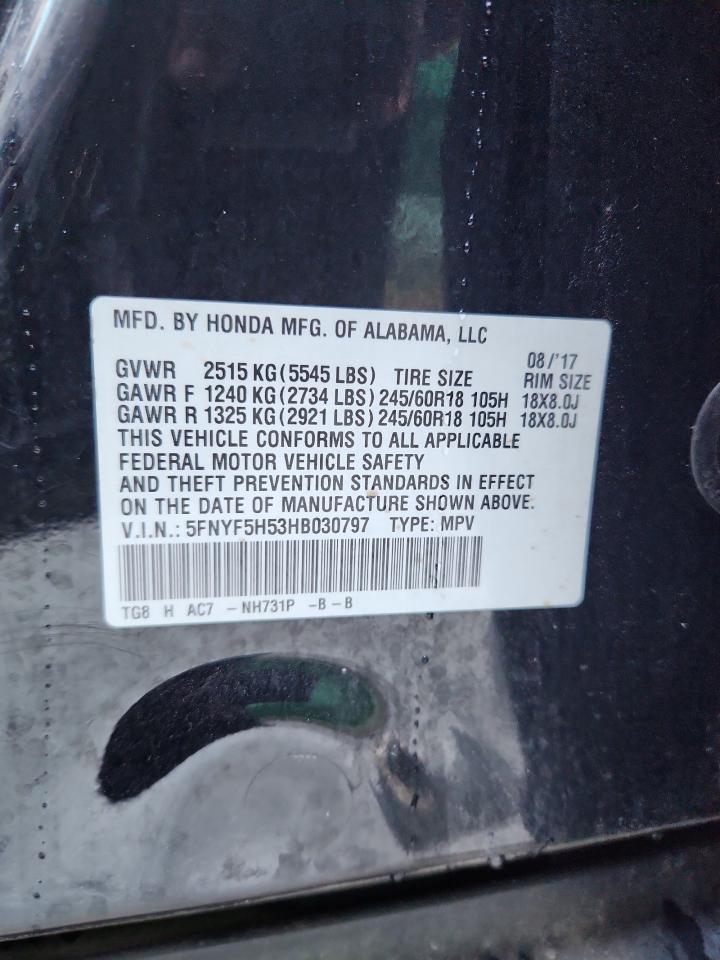 MFD. BY HONDA MFG. OF ALABAMA, LLC
08/'17
GVWR 2515 KG(5545 LBS) TIRE SIZE RIM SIZE
GAWR F 1240 KG(2734 LBS) 245/60R18 105H 18X8.0J
GAWR R 1325 KG(2921 LBS) 245/60R18 105H 18X8.0J
THIS VEHICLE CONFORMS TO ALL APPLICABLE
FEDERAL MOTOR VEHICLE SAFETY
AND THEFT PREVENTION STANDARDS IN EFFECT
ON THE DATE OF MANUFACTURE SHOWN ABOVE.
V.I.N.: 5FNYF5H53HB030797 TYPE: MPV
TG8 H AC7 -NH731P -B-B